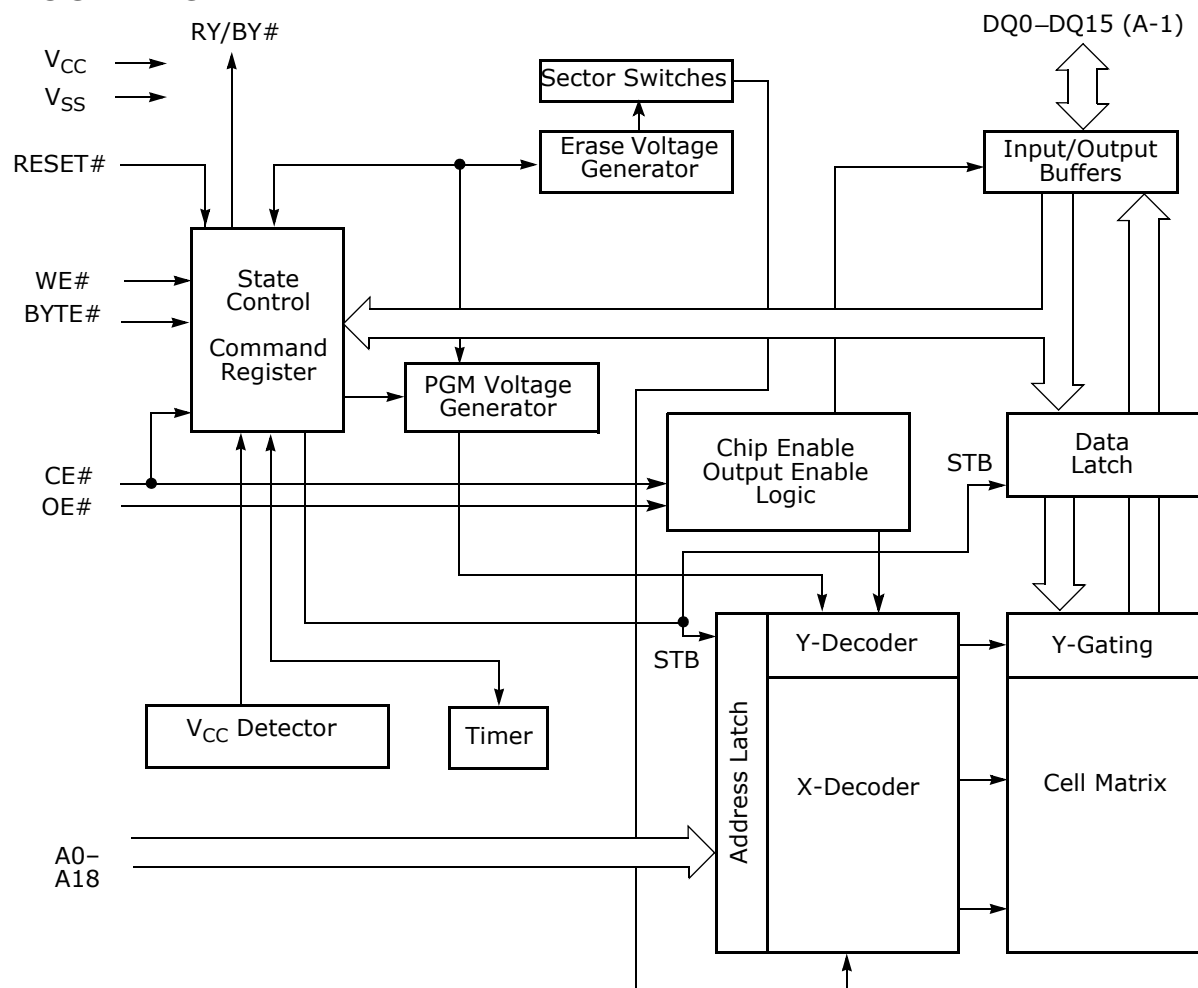 RY/BY#
DQ0–DQ15 (A-1)
VCC
VSS
Sector Switches
Erase Voltage
Generator
Input/Output
Buffers
RESET#
WE#
BYTE#
State
Control
Command
Register
PGM Voltage
Generator
Chip Enable
Output Enable
Logic
STB
Data
Latch
CE#
OE#
STB
Y-Decoder
Y-Gating
VCC Detector
Timer
Address Latch
X-Decoder
Cell Matrix
A0–
A18